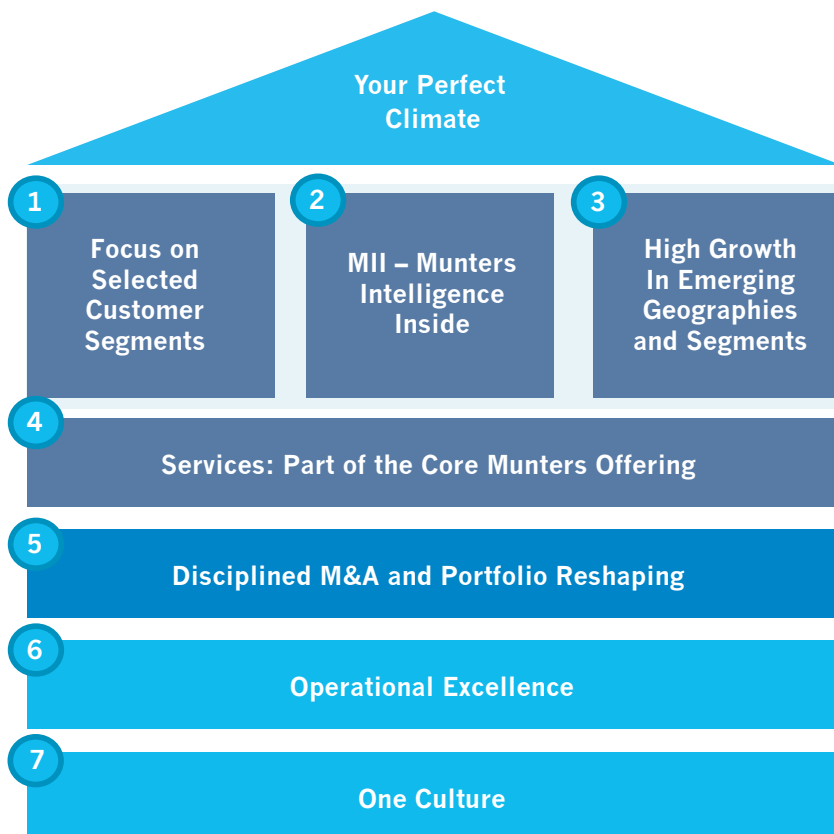 Your Perfect
Climate
1
Focus on
Selected
Customer
Segments
2
MII – Munters
Intelligence
Inside
3
High Growth
In Emerging
Geographies
and Segments
4
Services: Part of the Core Munters Offering
5
Disciplined M&A and Portfolio Reshaping
6
Operational Excellence
7
One Culture